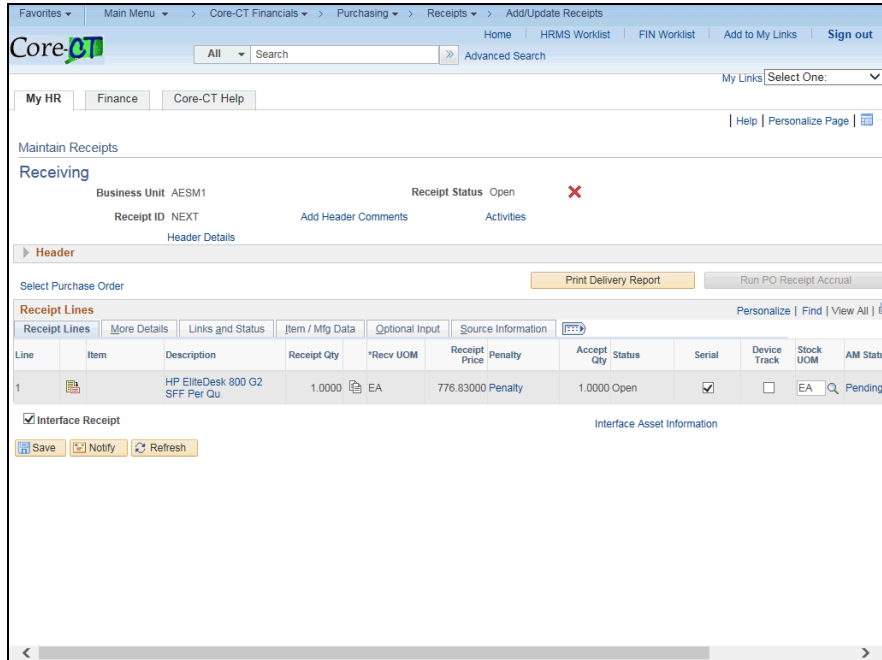 Favorites Main Menu > Core-CT Financials > Purchasing > Receipts > Add/Update Receipts
Home HRMS Worklist FIN Worklist Add to My Links Sign out
Core-CT
All Search >> Advanced Search
My Links Select One:
My HR Finance Core-CT Help
Help | Personalize Page |
Maintain Receipts
Receiving
Business Unit AESM1 Receipt Status Open
Receipt ID NEXT Add Header Comments Activities
Header Details
Header
Select Purchase Order Print Delivery Report Run PO Receipt Accrual
Receipt Lines Personalize | Find | View All |
Receipt Lines More Details Links and Status Item / Mfg Data Optional Input Source Information
Line Item Description Receipt Qty *Recv UOM Receipt Price Penalty Accept Qty Status Serial Device Track Stock UOM AM Statu
1 HP EliteDesk 800 G2 SFF Per Qu 1.0000 EA 776.83000 Penalty 1.0000 Open EA Pending
Interface Receipt Interface Asset Information
Save Notify Refresh